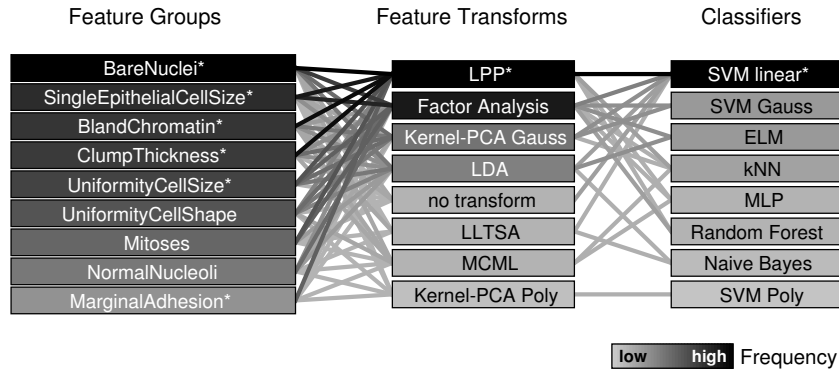 Feature Groups
Feature Transforms
Classifiers
BareNuclei*
SingleEpithelialCellSize*
BlandChromatin*
ClumpThickness*
UniformityCellSize*
UniformityCellShape
Mitoses
NormalNucleoli
MarginalAdhesion*
LPP*
Factor Analysis
Kernel-PCA Gauss
LDA
no transform
LLTSA
MCML
Kernel-PCA Poly
SVM linear*
SVM Gauss
ELM
kNN
MLP
Random Forest
Naive Bayes
SVM Poly
low high Frequency